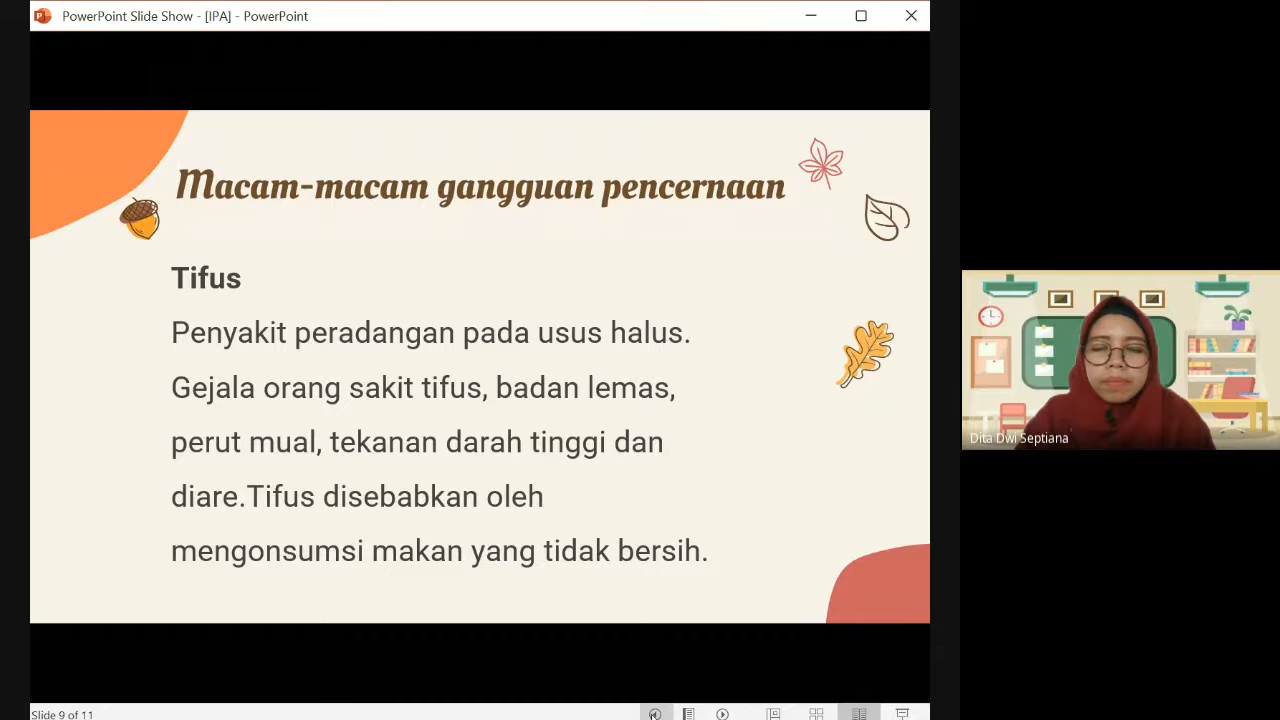 PowerPoint Slide Show - [IPA] - PowerPoint
Macam-macam gangguan pencernaan
Tifus
Penyakit peradangan pada usus halus.
Gejala orang sakit tifus, badan lemas,
perut mual, tekanan darah tinggi dan
diare.Tifus disebabkan oleh
mengonsumsi makan yang tidak bersih.
Dita Dwi Septiana
Slide 9 of 11